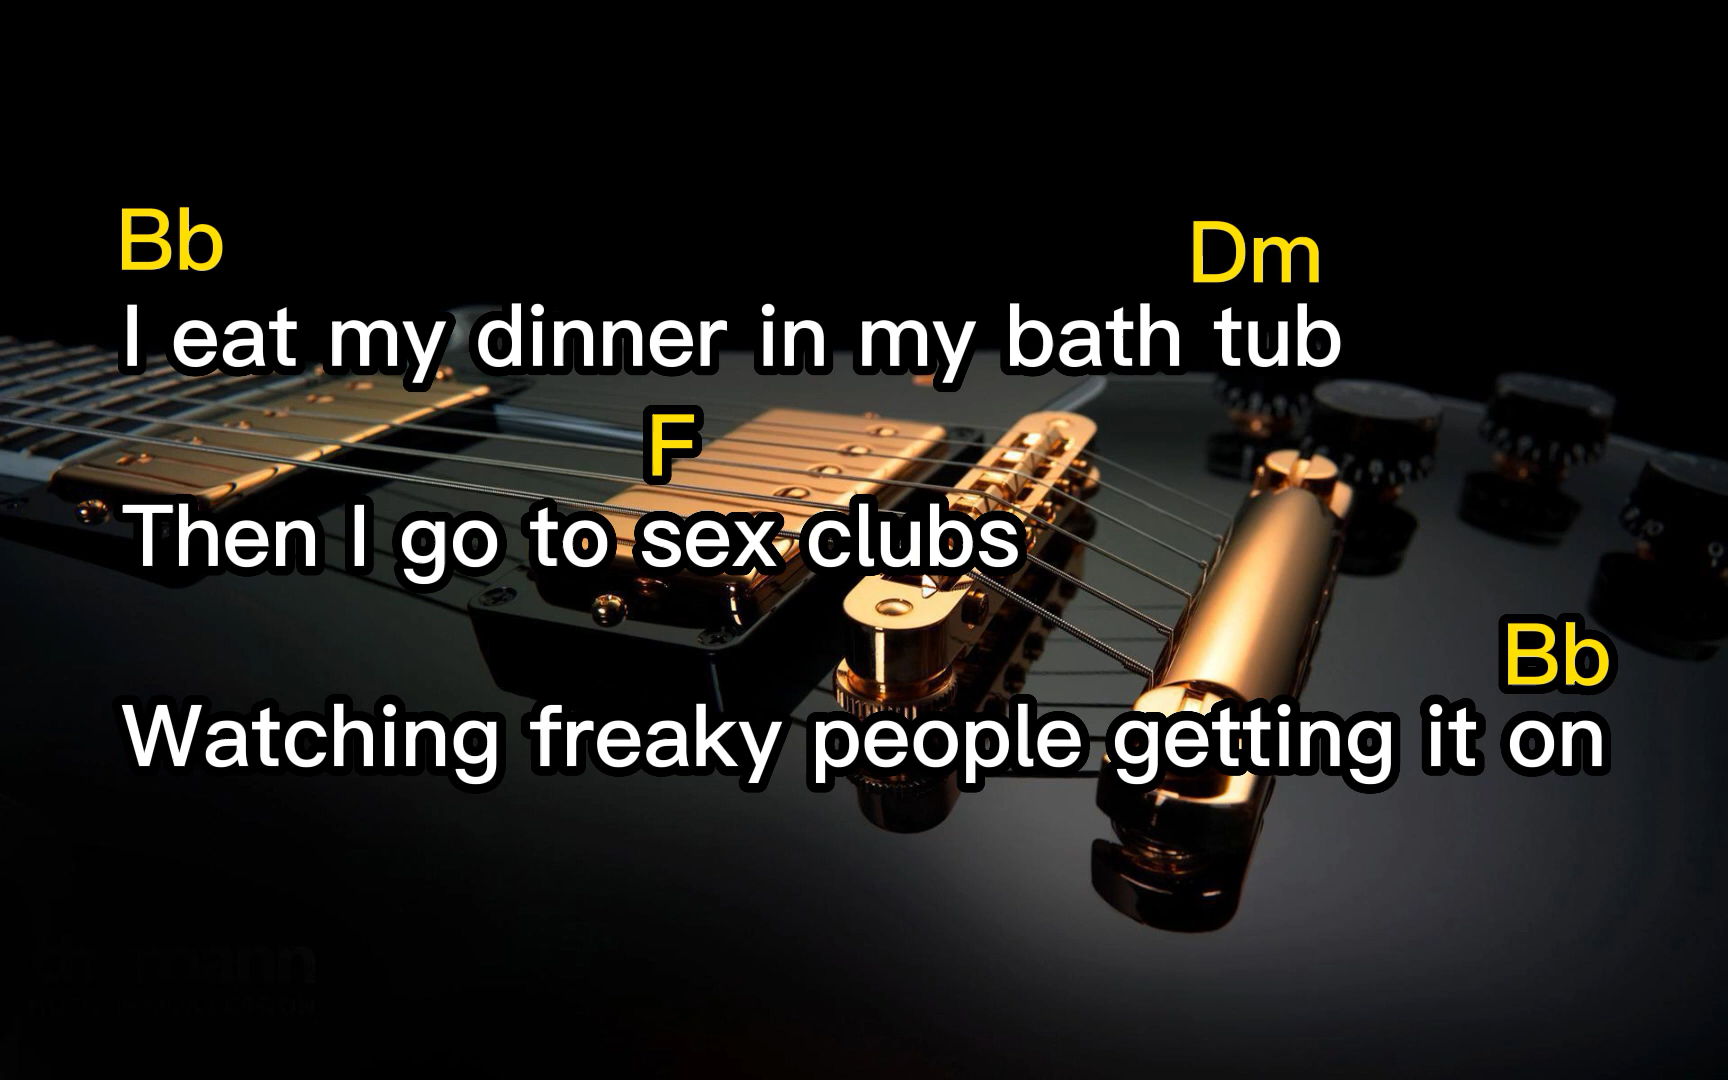 Bb Dm
I eat my dinner in my bath tub
F
Then I go to sex clubs
Bb
Watching freaky people getting it on